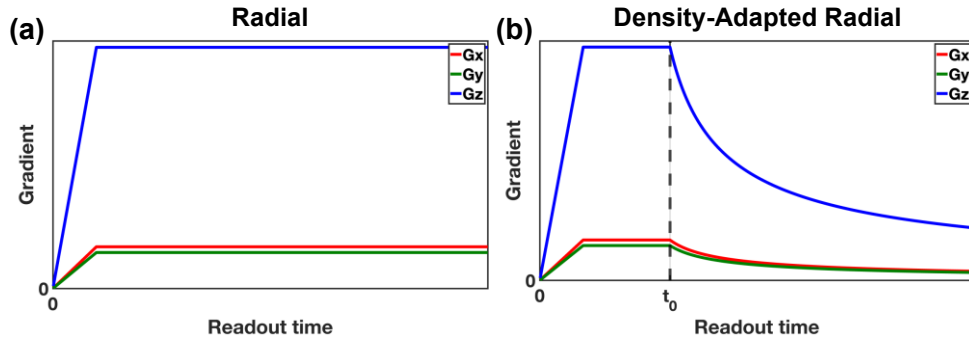 (a)
Radial
Gx
Gy
Gz
Gradient
0
0
Readout time
(b)
Density-Adapted Radial
Gx
Gy
Gz
Gradient
0
0
t0
Readout time